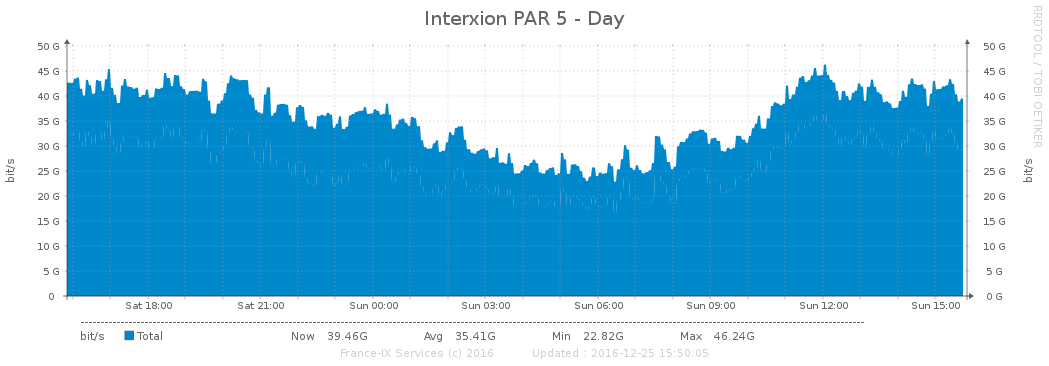 Interxion PAR 5 - Day
RRDTOOL / TOBI OETIKER
bit/s
50 G
45 G
40 G
35 G
30 G
25 G
20 G
15 G
10 G
5 G
0
50 G
45 G
40 G
35 G
30 G
25 G
20 G
15 G
10 G
5 G
0 G
bit/s
Sat 18:00 Sat 21:00 Sun 00:00 Sun 03:00 Sun 06:00 Sun 09:00 Sun 12:00 Sun 15:00
bit/s Total Now 39.46G Avg 35.41G Min 22.82G Max 46.24G
France-IX Services (c) 2016 Updated : 2016-12-25 15:50:05